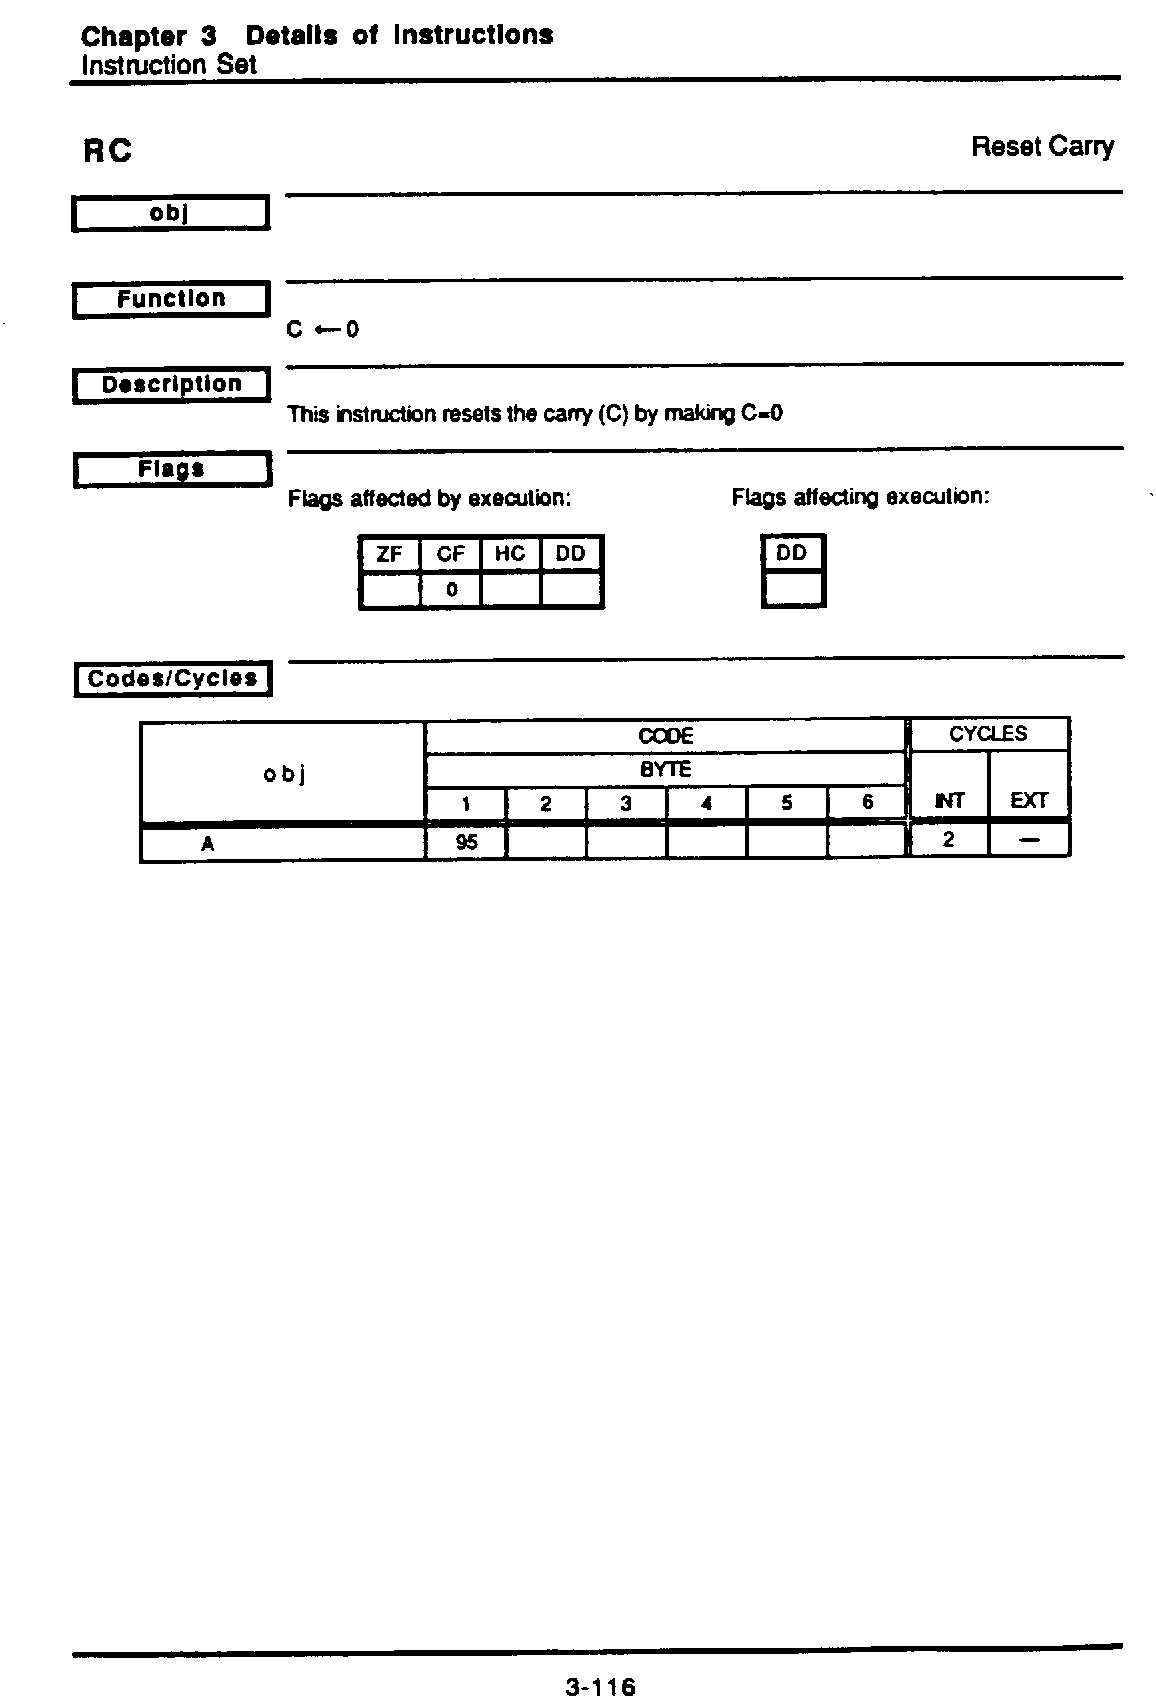 Chapter 3 Details of Instructions
Instruction Set
RC
Reset Carry
obj
Function
C ←0
Description
This instruction resets the carry (C) by making C=0
Flags
Flags affected by execution:
Flags affecting execution:
ZF CF HC DD
0
DD
Codes/Cycles
obj
CODE
CYCLES
BYTE
1 2 3 4 5 6 INT EXT
A 95 2 —
3-116